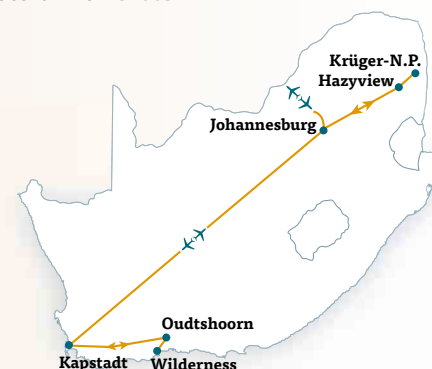 Krüger-N.P.
Hazyview
Johannesburg
Oudtshoorn
Kapstadt
Wilderness